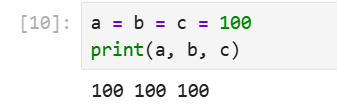 [10]: a = b = c = 100
print(a, b, c)
100 100 100